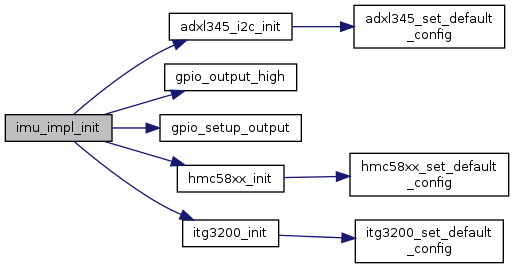 imu_impl_init
adxl345_i2c_init
adxl345_set_default
_config
gpio_output_high
gpio_setup_output
hmc58xx_init
hmc58xx_set_default
_config
itg3200_init
itg3200_set_default
_config